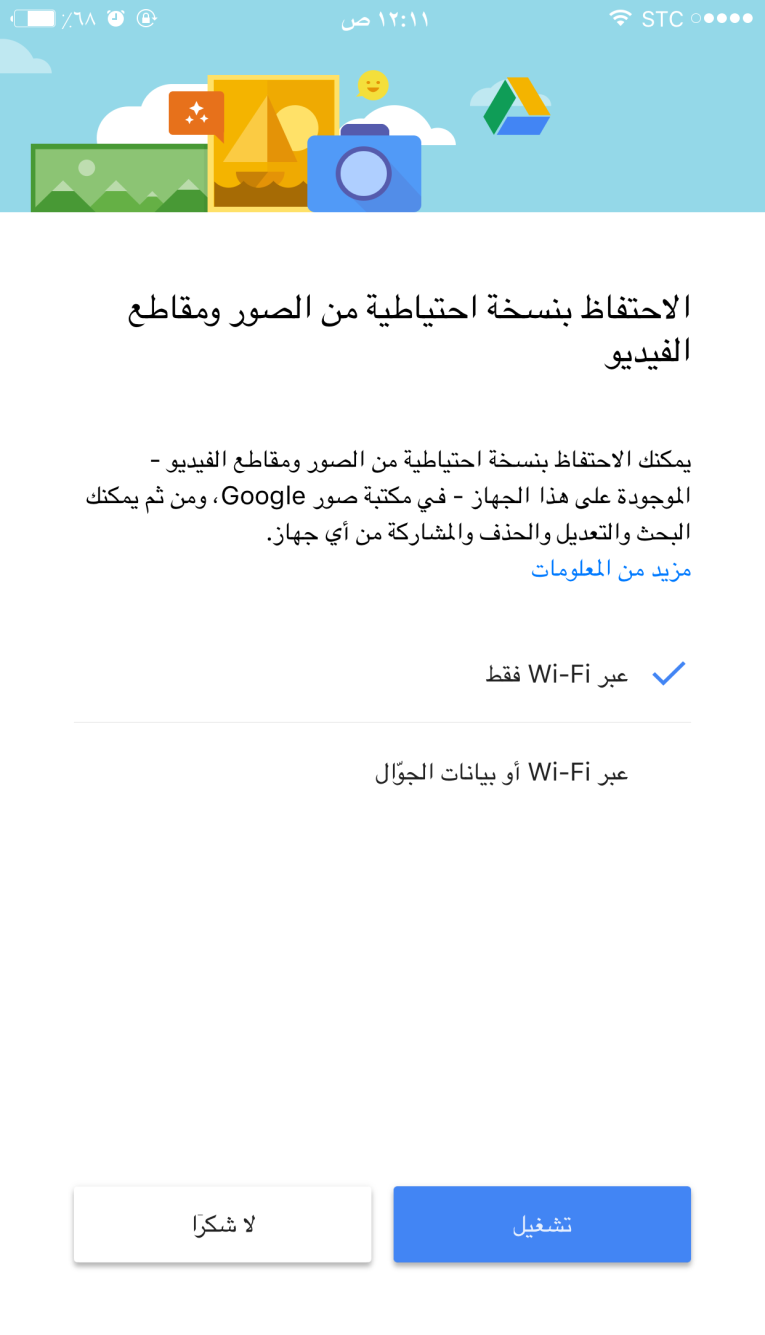 STC ١٢:١١ ص ٪٦٨
الاحتفاظ بنسخة احتياطية من الصور ومقاطع
الفيديو
يمكنك الاحتفاظ بنسخة احتياطية من الصور ومقاطع الفيديو -
الموجودة على هذا الجهاز - في مكتبة صور Google، ومن ثم يمكنك
البحث والتعديل والحذف والمشاركة من أي جهاز.
مزيد من المعلومات
عبر Wi-Fi فقط
عبر Wi-Fi أو بيانات الجوّال
تشغيل
لا شكرًا